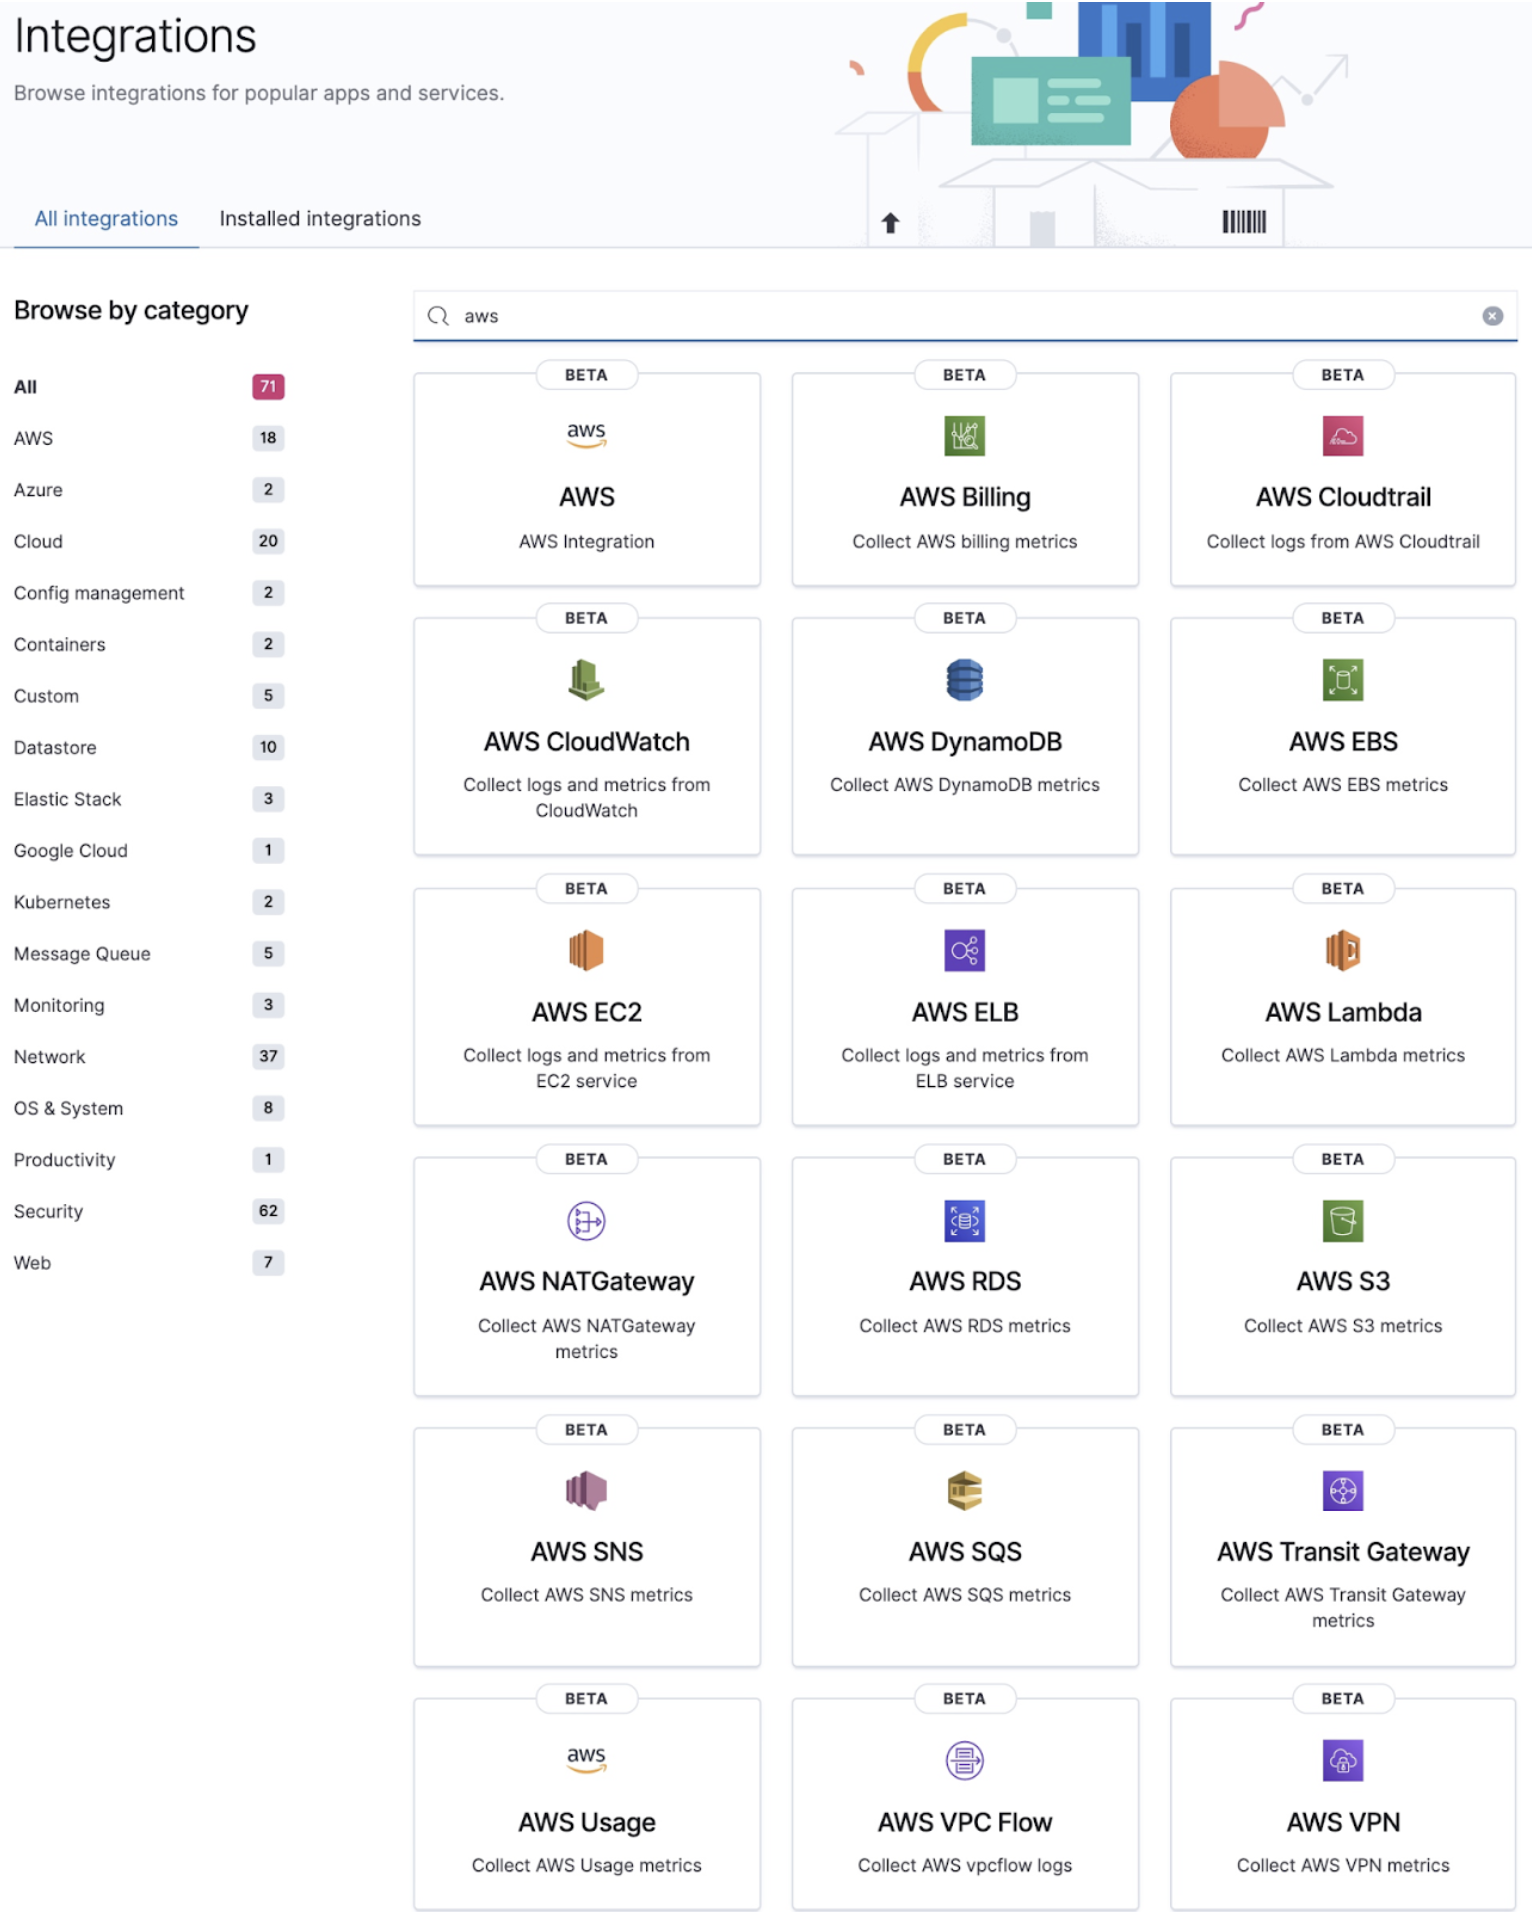 Integrations
Browse integrations for popular apps and services.
All integrations
Installed integrations
Browse by category
All 71
AWS 18
Azure 2
Cloud 20
Config management 2
Containers 2
Custom 5
Datastore 10
Elastic Stack 3
Google Cloud 1
Kubernetes 2
Message Queue 5
Monitoring 3
Network 37
OS & System 8
Productivity 1
Security 62
Web 7
aws
BETA
aws
AWS
AWS Integration
BETA
AWS Billing
Collect AWS billing metrics
BETA
AWS Cloudtrail
Collect logs from AWS Cloudtrail
BETA
AWS CloudWatch
Collect logs and metrics from
CloudWatch
BETA
AWS DynamoDB
Collect AWS DynamoDB metrics
BETA
AWS EBS
Collect AWS EBS metrics
BETA
AWS EC2
Collect logs and metrics from
EC2 service
BETA
AWS ELB
Collect logs and metrics from
ELB service
BETA
AWS Lambda
Collect AWS Lambda metrics
BETA
AWS NATGateway
Collect AWS NATGateway
metrics
BETA
AWS RDS
Collect AWS RDS metrics
BETA
AWS S3
Collect AWS S3 metrics
BETA
AWS SNS
Collect AWS SNS metrics
BETA
AWS SQS
Collect AWS SQS metrics
BETA
AWS Transit Gateway
Collect AWS Transit Gateway
metrics
BETA
aws
AWS Usage
Collect AWS Usage metrics
BETA
AWS VPC Flow
Collect AWS vpcflow logs
BETA
AWS VPN
Collect AWS VPN metrics